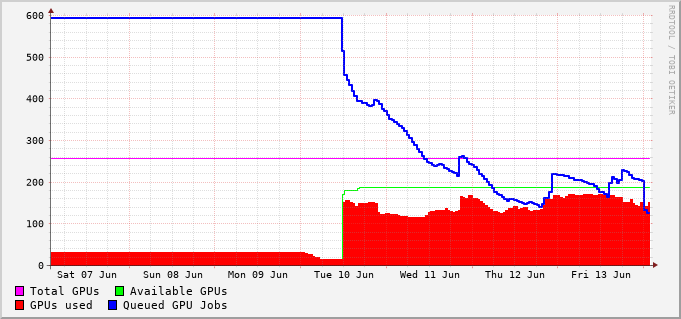 RRDTOOL / TOBI OETIKER
600
500
400
300
200
100
0
Sat 07 Jun Sun 08 Jun Mon 09 Jun Tue 10 Jun Wed 11 Jun Thu 12 Jun Fri 13 Jun
Total GPUs Available GPUs
GPUs used Queued GPU Jobs